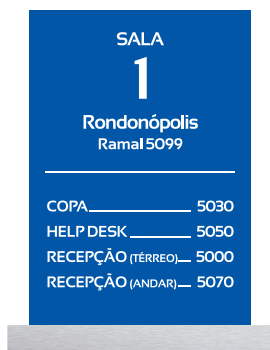 SALA
1
Rondonópolis
Ramal 5099
COPA 5030
HELP DESK 5050
RECEPÇÃO (TÉRREO) 5000
RECEPÇÃO (ANDAR) 5070